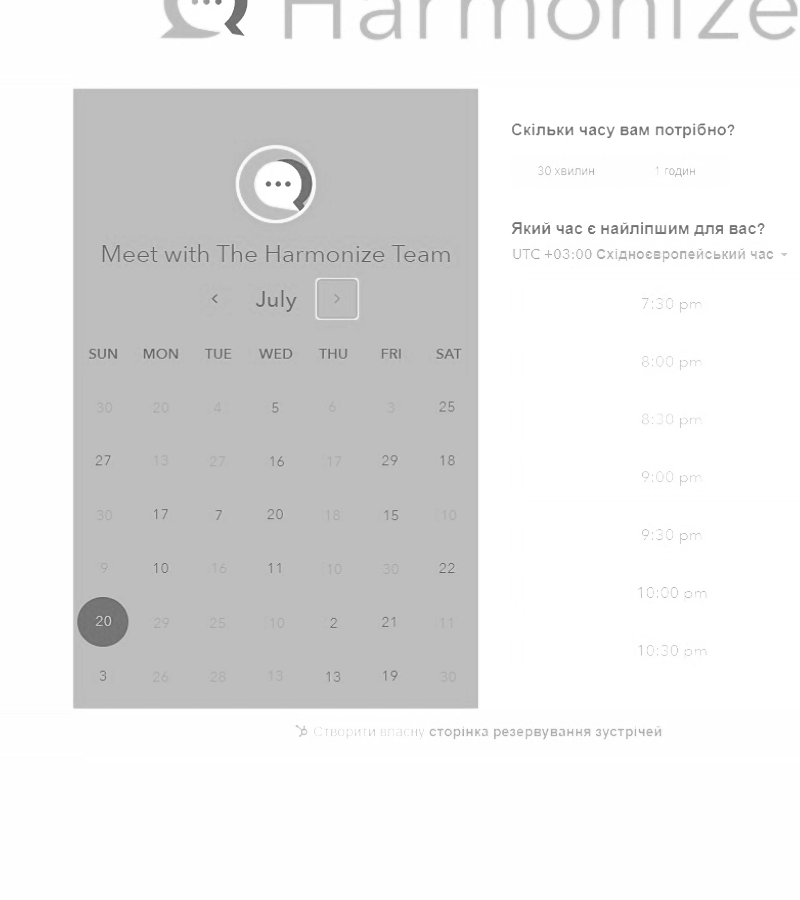 Harmonize
Meet with The Harmonize Team
July
SUN MON TUE WED THU FRI SAT
30 20 4 5 6 3 25
27 13 27 16 17 29 18
30 17 7 20 18 15 10
9 10 16 11 10 30 22
20 29 25 10 2 21 11
3 26 28 13 13 19 30
Скільки часу вам потрібно?
30 хвилин 1 годин
Який час є найліпшим для вас?
UTC +03:00 Східноєвропейський час
7:30 pm
8:00 pm
8:30 pm
9:00 pm
9:30 pm
10:00 pm
10:30 pm
Створити власну сторінка резервування зустрічей